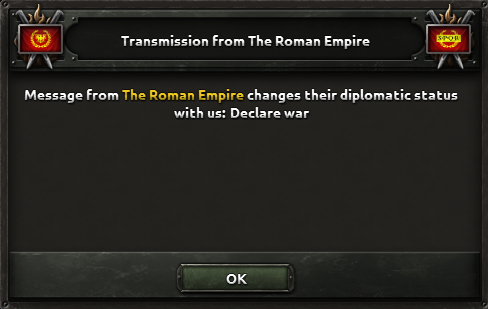 Transmission from The Roman Empire
SPQR
Message from The Roman Empire changes their diplomatic status
with us: Declare war
OK